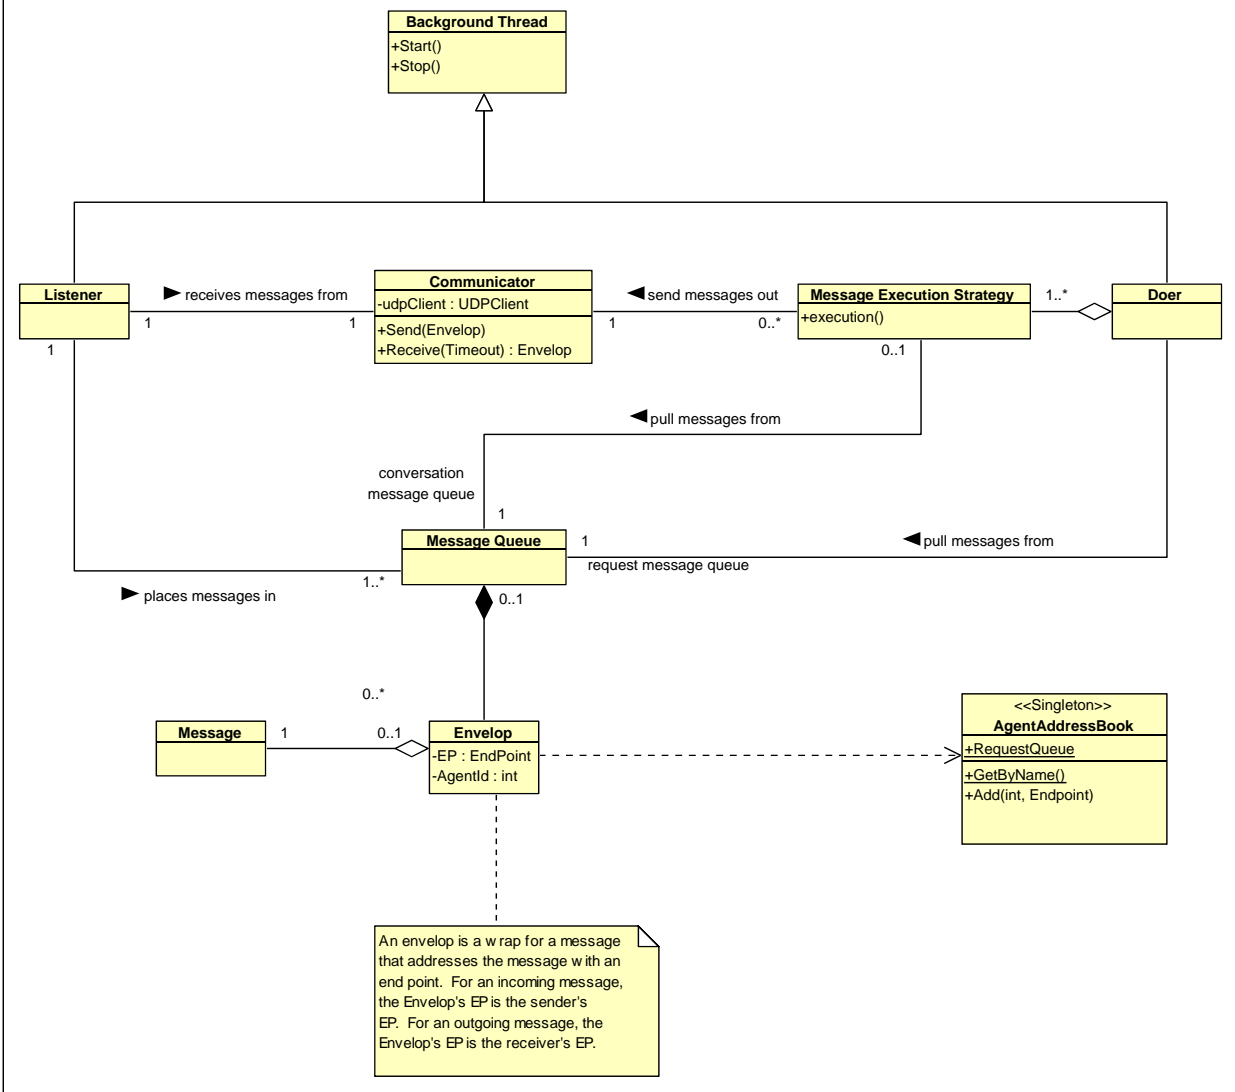 Background Thread
+Start()
+Stop()
Listener
receives messages from
1
1
Communicator
-udpClient : UDPClient
+Send(Envelop)
+Receive(Timeout) : Envelop
send messages out
1
0..*
Message Execution Strategy
+execution()
1..*
Doer
1
0..1
pull messages from
conversation
message queue
1
Message Queue
1
request message queue
pull messages from
1..*
places messages in
0..1
0..*
Message
1
0..1
Envelop
-EP : EndPoint
-AgentId : int
<<Singleton>>
AgentAddressBook
+RequestQueue
+GetByName()
+Add(int, Endpoint)
An envelop is a wrap for a message
that addresses the message with an
end point. For an incoming message,
the Envelop's EP is the sender's
EP. For an outgoing message, the
Envelop's EP is the receiver's EP.